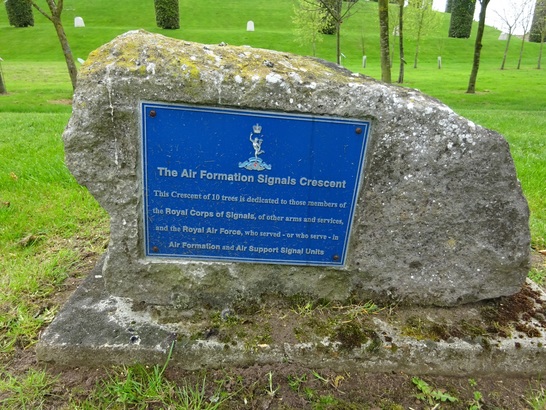 The Air Formation Signals Crescent
This Crescent of 10 trees is dedicated to those members of
the Royal Corps of Signals, of other arms and services,
and the Royal Air Force, who served - or who serve - in
Air Formation and Air Support Signal Units